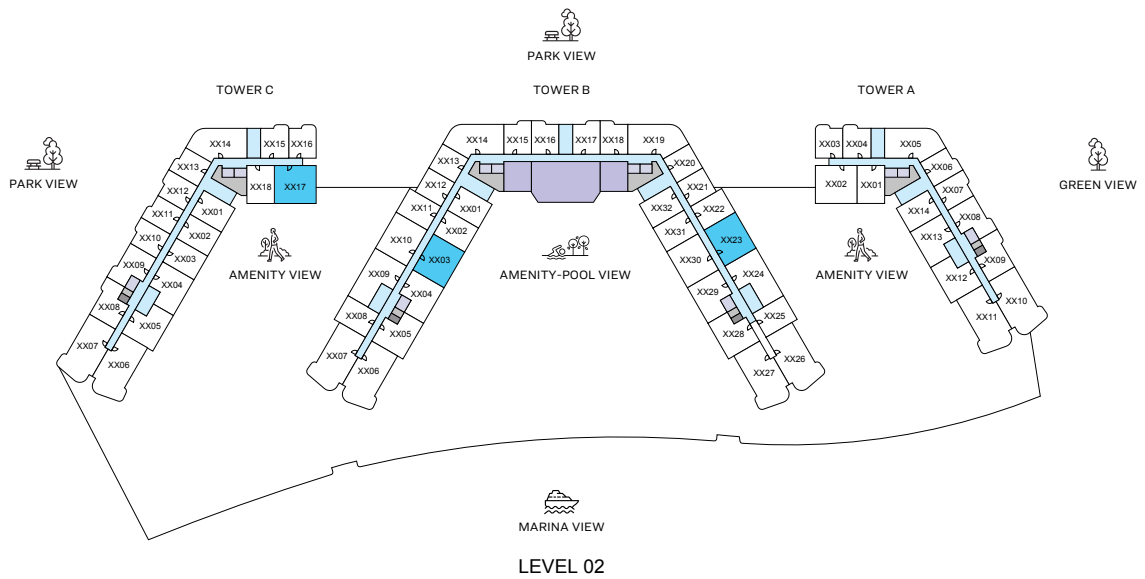 PARK VIEW
TOWER C
TOWER B
TOWER A
PARK VIEW
GREEN VIEW
XX14
XX15
XX16
XX13
XX12
XX11
XX10
XX09
XX08
XX07
XX06
XX05
XX04
XX03
XX02
XX01
XX18
XX17
AMENITY VIEW
XX14
XX15
XX16
XX17
XX18
XX19
XX13
XX12
XX11
XX10
XX09
XX08
XX07
XX06
XX05
XX04
XX03
XX02
XX01
AMENITY-POOL VIEW
XX20
XX21
XX22
XX23
XX24
XX25
XX26
XX27
XX28
XX29
XX30
XX31
XX32
AMENITY VIEW
XX03
XX04
XX05
XX02
XX01
XX06
XX07
XX08
XX09
XX10
XX11
XX12
XX13
XX14
MARINA VIEW
LEVEL 02